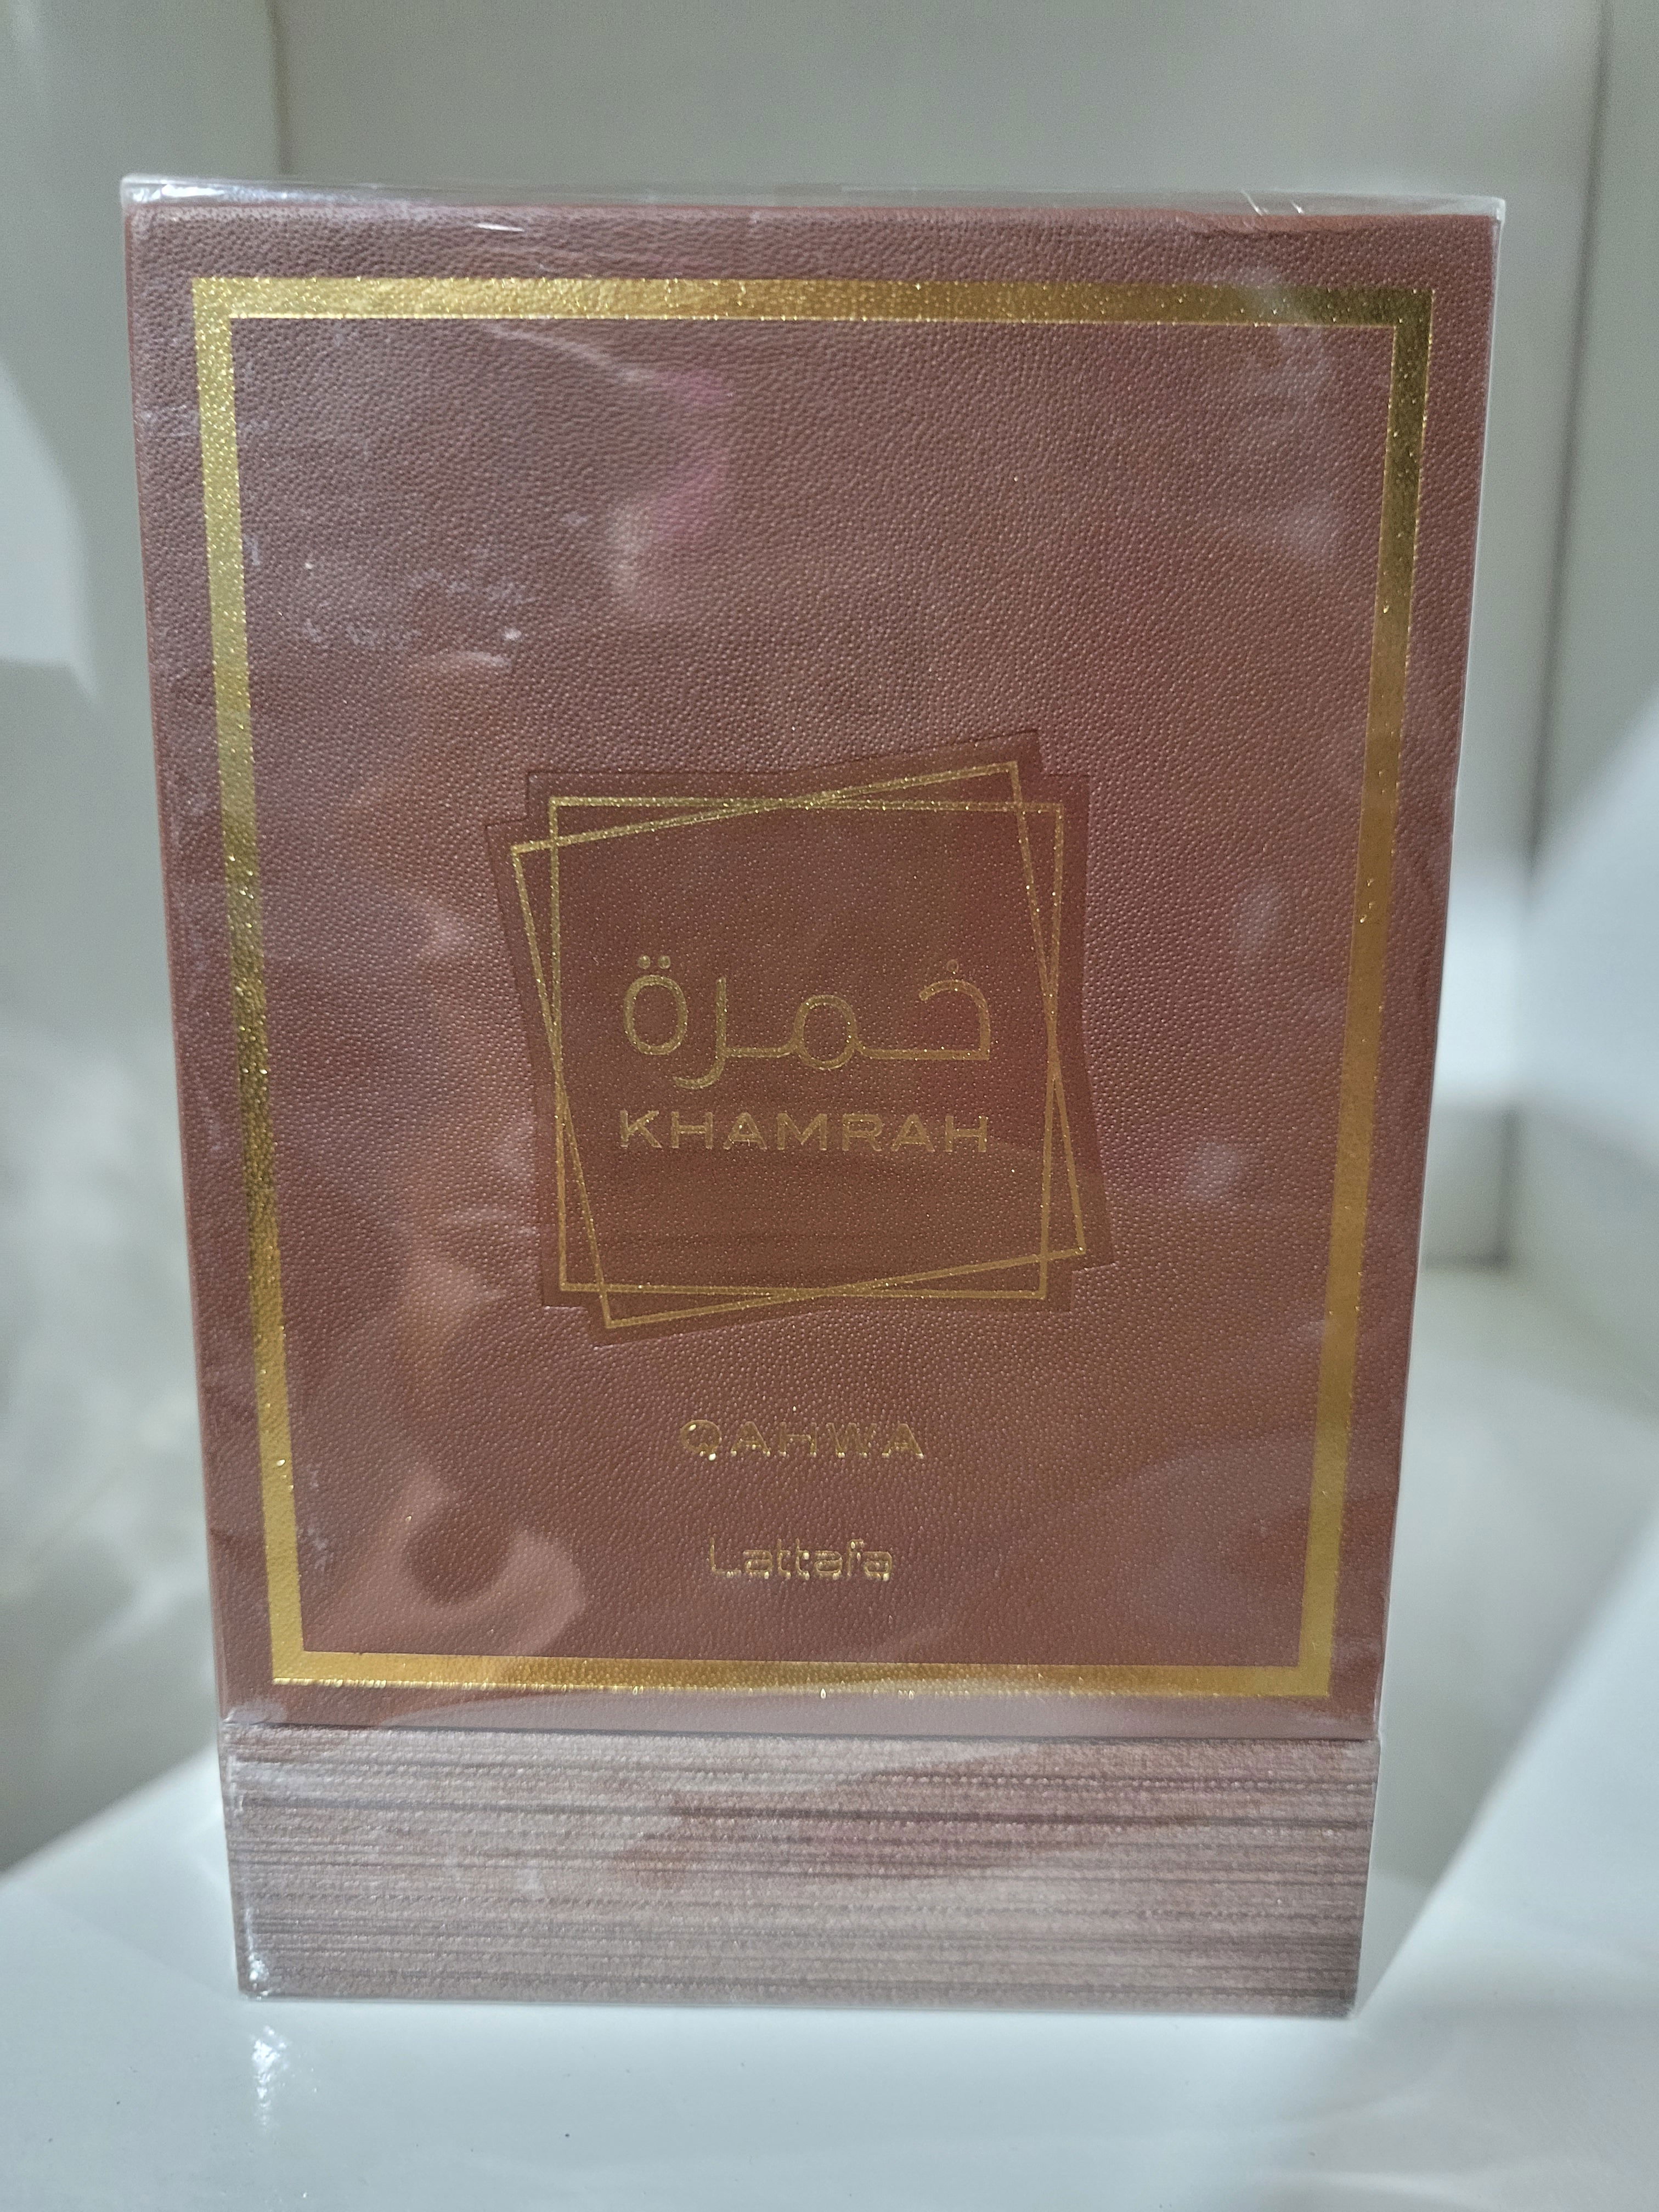 خمرة
KHAMRAH
QAHWA
Lattafa